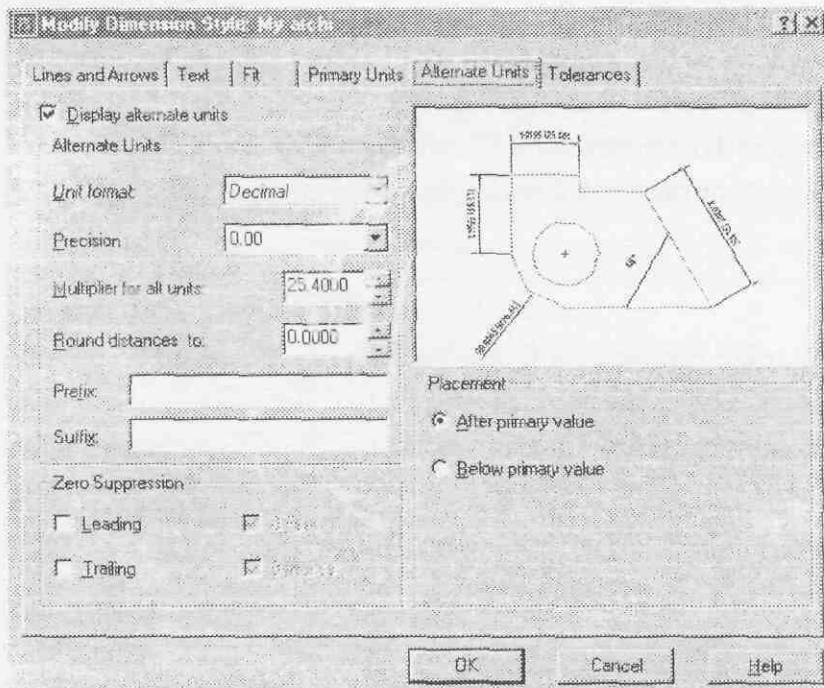 Modify Dimension Style: My archi
Lines and Arrows
Text
Fit
Primary Units
Alternate Units
Tolerances
Display alternate units
Alternate Units
Unit format:
Decimal
Precision
0.00
Multiplier for all units:
25.4000
Round distances to:
0.0000
Prefix:
Suffix:
Zero Suppression
Leading
Trailing
Placement
After primary value
Below primary value
OK
Cancel
Help